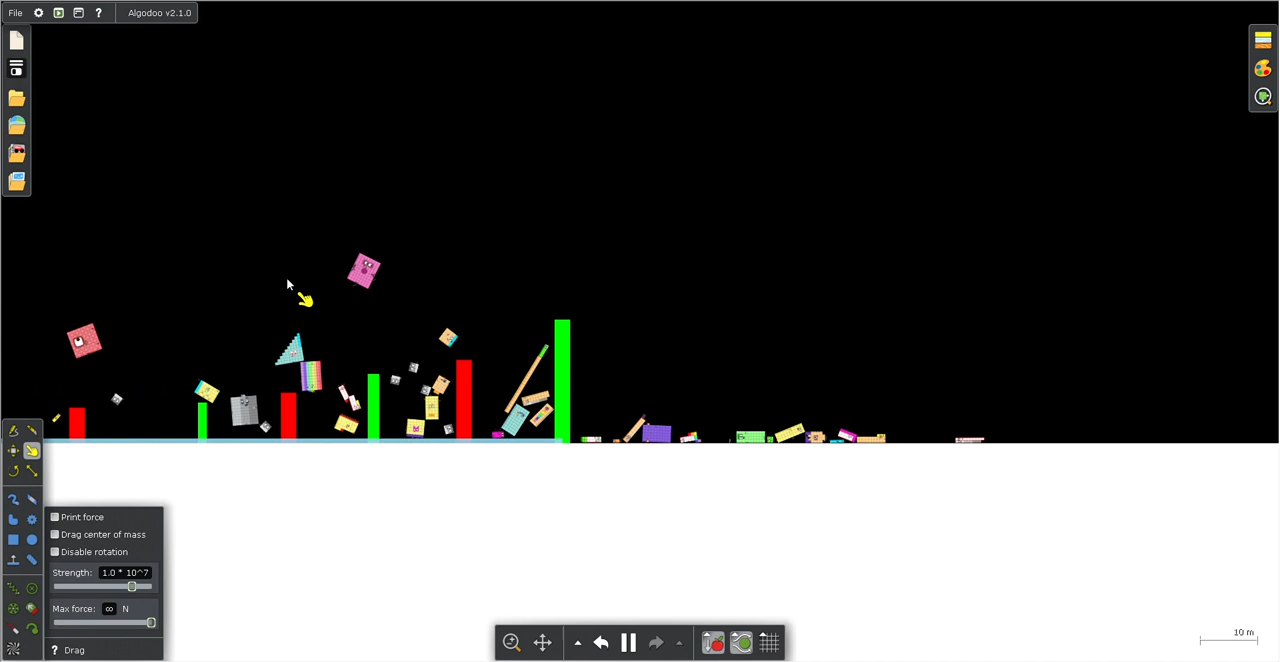 File ? Algodoo v2.1.0
Print force
Drag center of mass
Disable rotation
Strength: 1.0 * 10^7
Max force: ∞ N
? Drag
10 m